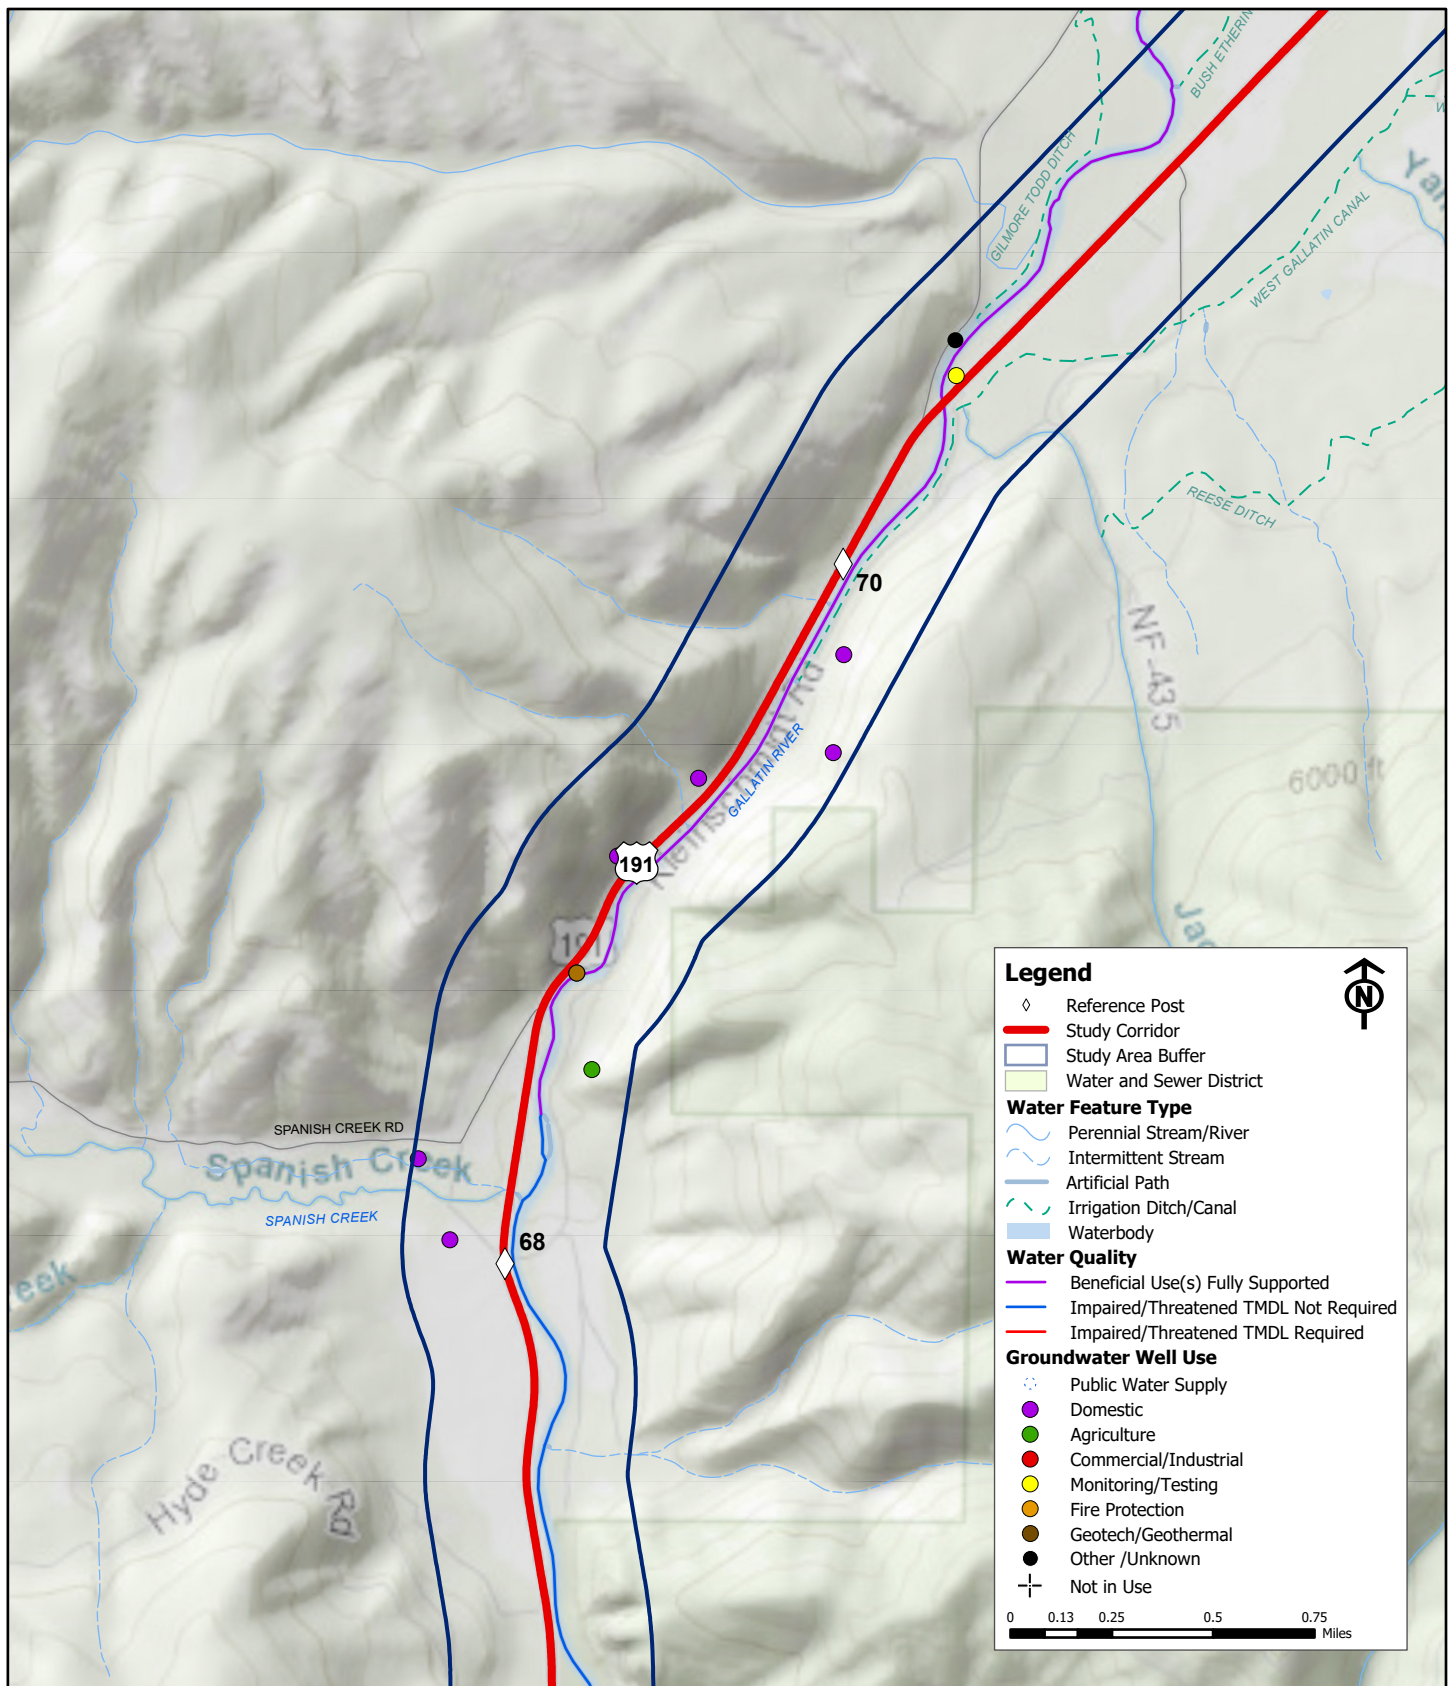 BUSH ETHERIN
GILMORE TODD DITCH
WEST GALLATIN CANAL
REESE DITCH
70
NF-435
GALLATIN RIVER
6000 ft
191
191
SPANISH CREEK RD
Spanish Creek
SPANISH CREEK
68
eek
Hyde Creek Rd
Legend
N
Reference Post
Study Corridor
Study Area Buffer
Water and Sewer District
Water Feature Type
Perennial Stream/River
Intermittent Stream
Artificial Path
Irrigation Ditch/Canal
Waterbody
Water Quality
Beneficial Use(s) Fully Supported
Impaired/Threatened TMDL Not Required
Impaired/Threatened TMDL Required
Groundwater Well Use
Public Water Supply
Domestic
Agriculture
Commercial/Industrial
Monitoring/Testing
Fire Protection
Geotech/Geothermal
Other /Unknown
Not in Use
0 0.13 0.25 0.5 0.75
Miles